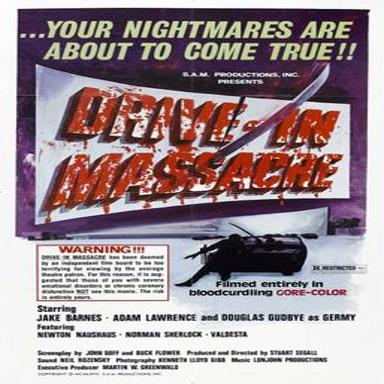 ...YOUR NIGHTMARES ARE
ABOUT TO COME TRUE!!
S.A.M. PRODUCTIONS, INC.
PRESENTS
DRIVE-IN
MASSACRE
WARNING!!!
DRIVE IN MASSACRE has been deemed
by an independent film board to be too
terrifying for viewing by the average
theatre patron. For this reason, it is sug-
gested that those of you with severe
emotional disorders or chronic coronary
disfunction NOT see this movie. The risk
is entirely yours.
R RESTRICTED
Filmed entirely in
bloodcurdling GORE-COLOR
Starring
JAKE BARNES · ADAM LAWRENCE and DOUGLAS GUDBYE as GERMY
Featuring
NEWTON NAUSHAUS · NORMAN SHERLOCK · VALDESTA
Screenplay by JOHN GOFF and BUCK FLOWER Produced and Directed by STUART SEGALL
Sound NEIL ROZENSKY Photography KENNETH LLOYD GIBB Music LONJOHN PRODUCTIONS
Executive Producer MARTIN W. GREENWALD
COPYRIGHT © S.A.M. PRODUCTIONS, INC.